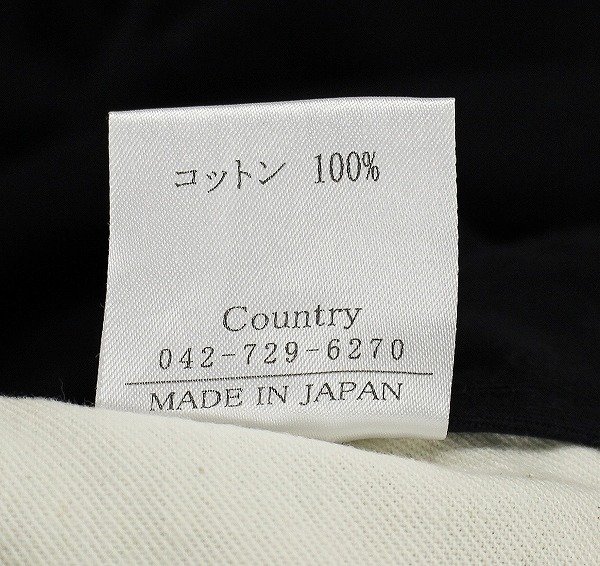 コットン 100%
Country
042-729-6270
MADE IN JAPAN